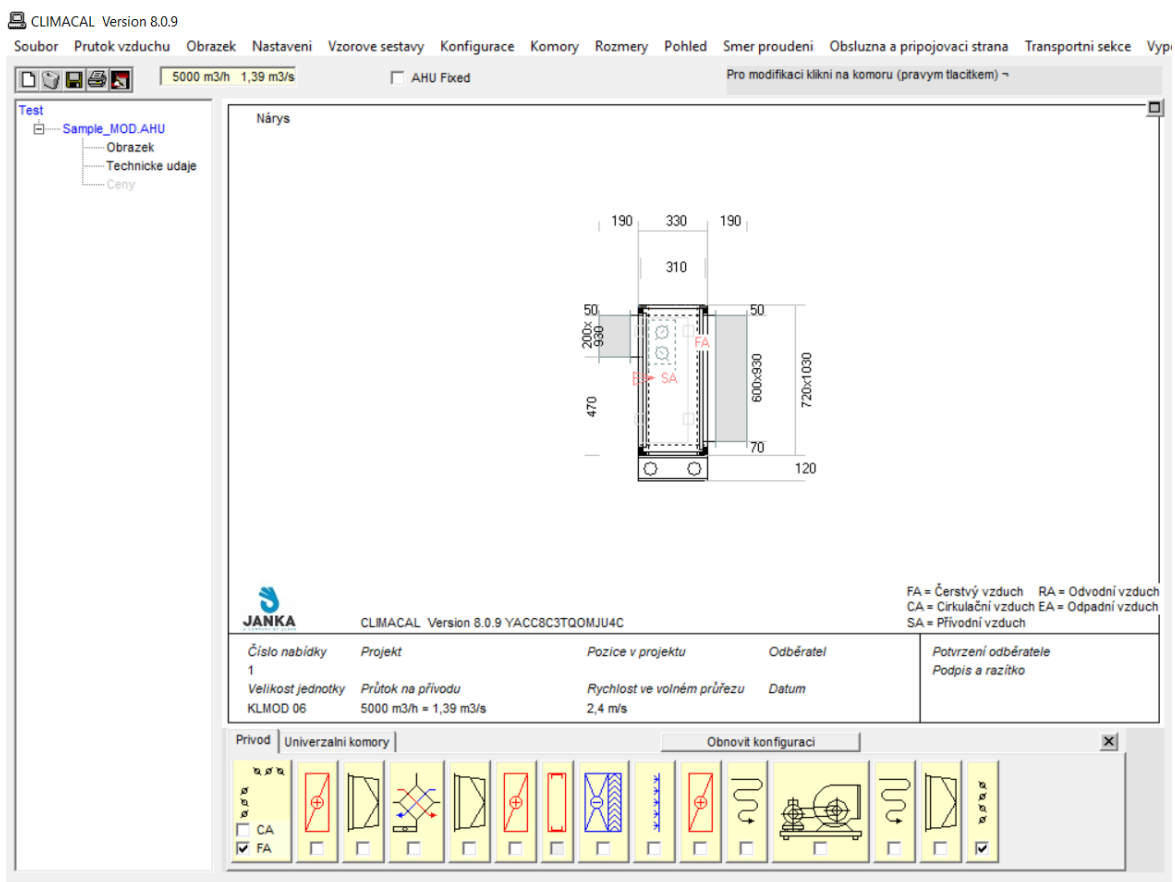 CLIMACAL Version 8.0.9
Soubor Prutok vzduchu Obrazek Nastaveni Vzorove sestavy Konfigurace Komory Rozmery Pohled Smer proudeni Obsluzna a pripojovaci strana Transportni sekce Vyp
5000 m3/h 1,39 m3/s
AHU Fixed
Pro modifikaci klikni na komoru (pravym tlacitkem) ¬
Test
Sample_MOD.AHU
Obrazek
Technicke udaje
Ceny
Nárys
190 330 190
310
50 50
200x
930
FA
SA
600x930
720x1030
470
70
120
FA = Čerstvý vzduch RA = Odvodní vzduch
CA = Cirkulační vzduch EA = Odpadní vzduch
SA = Přívodní vzduch
JANKA
CLIMACAL Version 8.0.9 YACC8C3TQOMJU4C
Číslo nabídky Projekt Pozice v projektu Odběratel Potvrzení odběratele
1 Podpis a razítko
Velikost jednotky Průtok na přívodu Rychlost ve volném průřezu Datum
KLMOD 06 5000 m3/h = 1,39 m3/s 2,4 m/s
Privod Univerzalni komory Obnovit konfiguraci
CA
FA